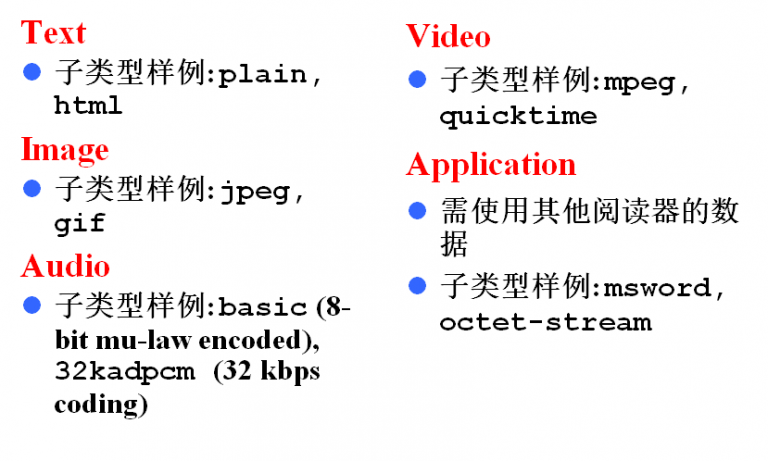 Text
子类型样例:plain,
html
Image
子类型样例:jpeg,
gif
Audio
子类型样例:basic (8-
bit mu-law encoded),
32kadpcm (32 kbps
coding)
Video
子类型样例:mpeg,
quicktime
Application
需使用其他阅读器的数
据
子类型样例:msword,
octet-stream